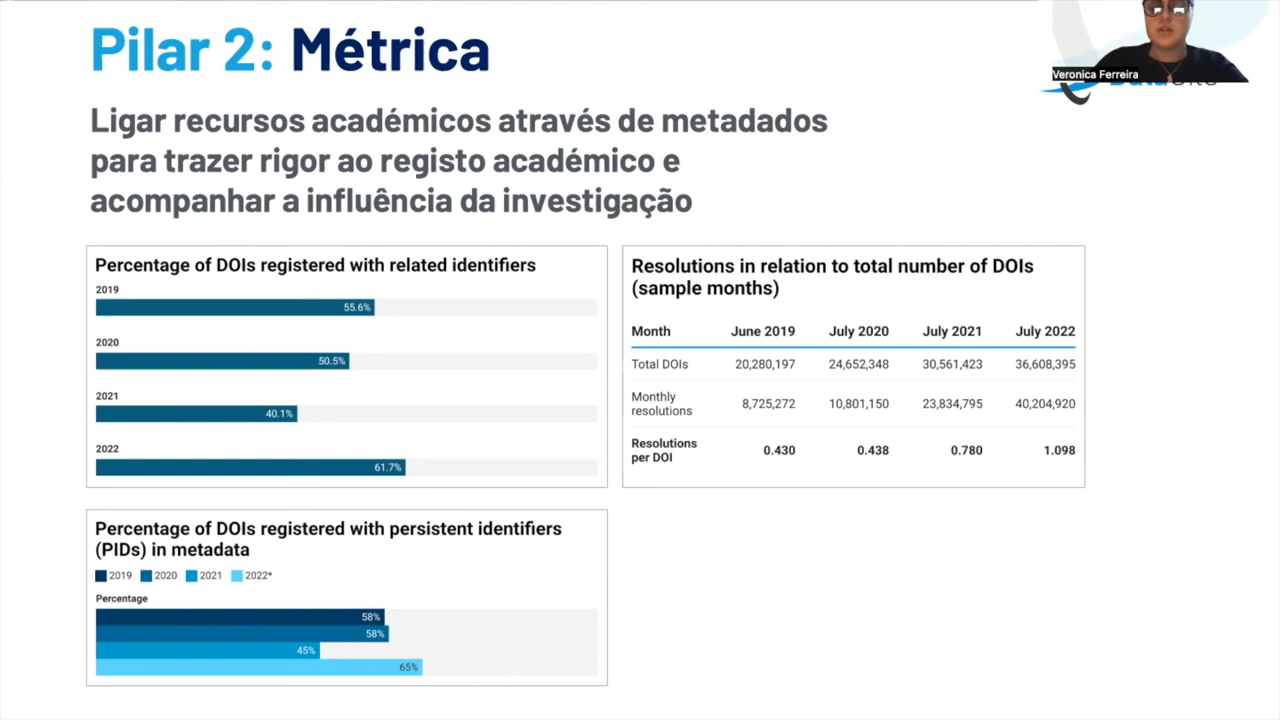 Pilar 2: Métrica
Veronica Ferreira
Ligar recursos académicos através de metadados
para trazer rigor ao registo académico e
acompanhar a influência da investigação
Percentage of DOIs registered with related identifiers
2019
55.6%
2020
50.5%
2021
40.1%
2022
61.7%
Resolutions in relation to total number of DOIs
(sample months)
Month June 2019 July 2020 July 2021 July 2022
Total DOIs 20,280,197 24,652,348 30,561,423 36,608,395
Monthly
resolutions 8,725,272 10,801,150 23,834,795 40,204,920
Resolutions
per DOI 0.430 0.438 0.780 1.098
Percentage of DOIs registered with persistent identifiers
(PIDs) in metadata
2019 2020 2021 2022*
Percentage
58%
58%
45%
65%